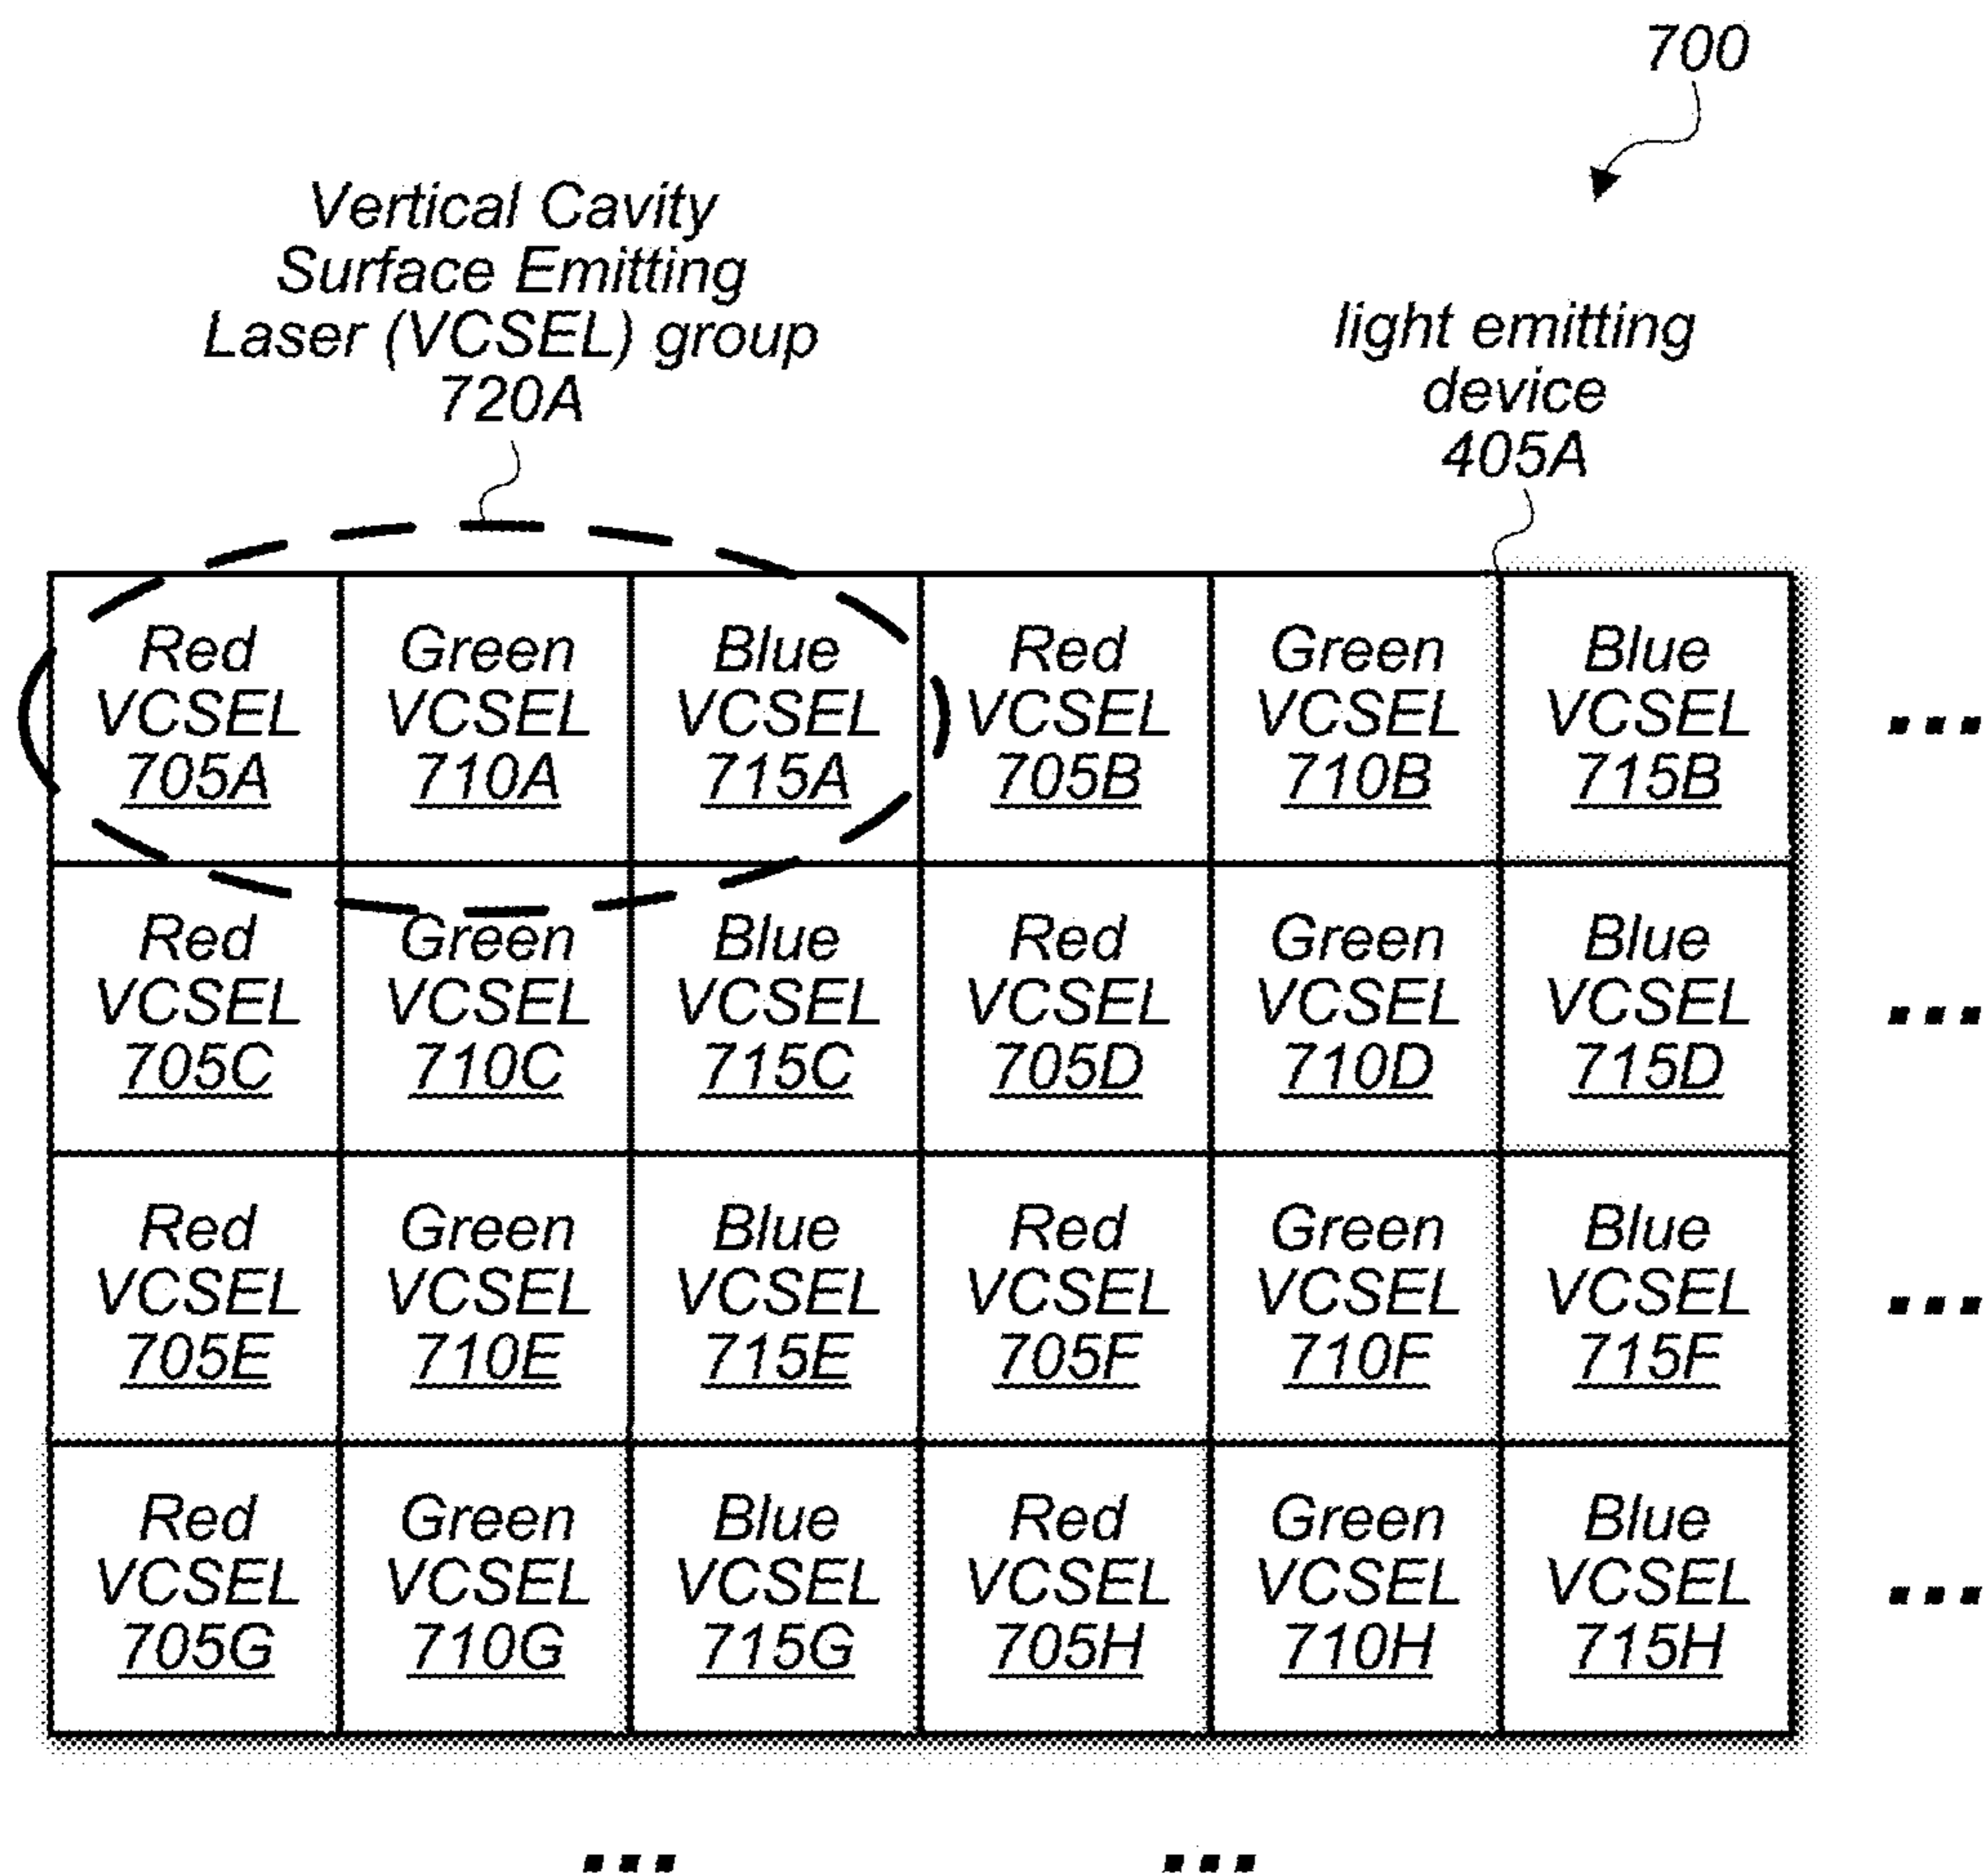 700
Vertical Cavity
Surface Emitting
Laser (VCSEL) group
720A
light emitting
device
405A
Red Green Blue Red Green Blue
VCSEL VCSEL VCSEL VCSEL VCSEL VCSEL ...
705A 710A 715A 705B 710B 715B
Red Green Blue Red Green Blue
VCSEL VCSEL VCSEL VCSEL VCSEL VCSEL ...
705C 710C 715C 705D 710D 715D
Red Green Blue Red Green Blue
VCSEL VCSEL VCSEL VCSEL VCSEL VCSEL ...
705E 710E 715E 705F 710F 715F
Red Green Blue Red Green Blue
VCSEL VCSEL VCSEL VCSEL VCSEL VCSEL ...
705G 710G 715G 705H 710H 715H
... ...